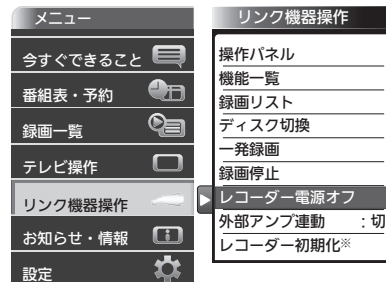 メニュー
今すぐできること
番組表・予約
録画一覧
テレビ操作
リンク機器操作
お知らせ・情報
設定
リンク機器操作
操作パネル
機能一覧
録画リスト
ディスク切換
一発録画
録画停止
レコーダー電源オフ
外部アンプ連動 :切
レコーダー初期化※